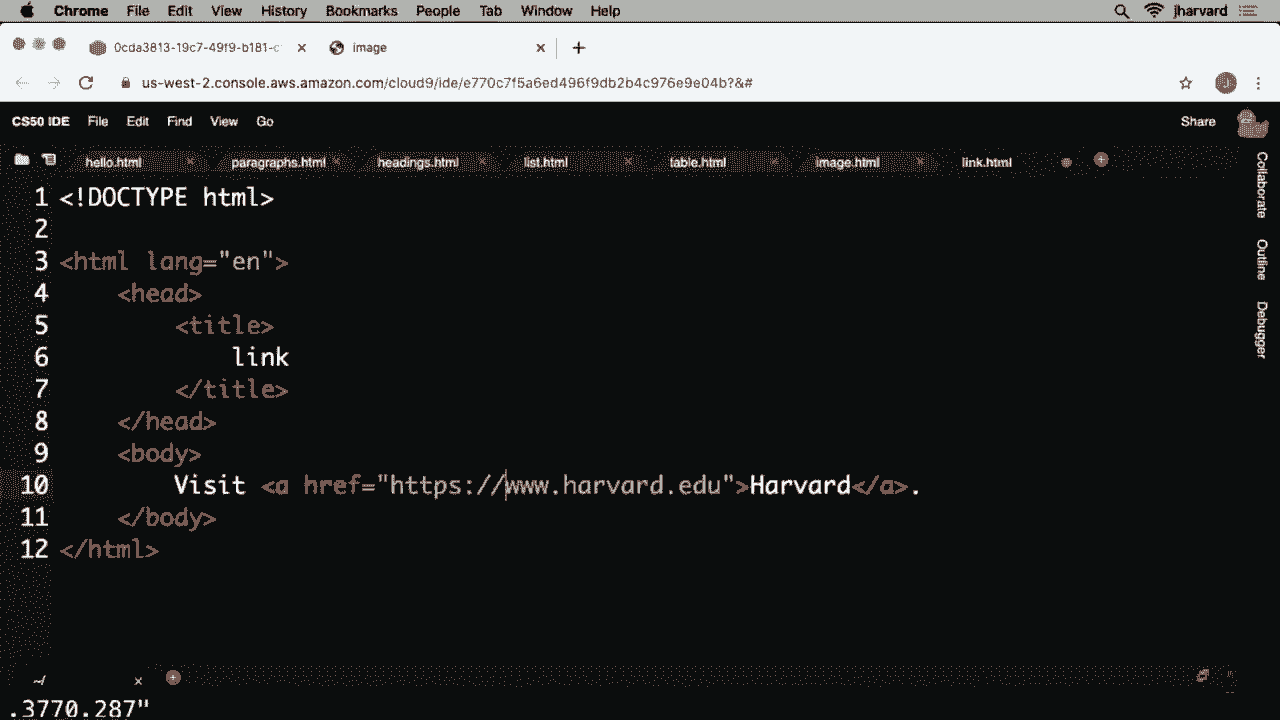 Chrome File Edit View History Bookmarks People Tab Window Help jharvard
0cda3813-19c7-49f9-b181-c image
us-west-2.console.aws.amazon.com/cloud9/ide/e770c7f5a6ed496f9db2b4c976e9e04b?&# J
CS50 IDE File Edit Find View Go Share
hello.html paragraphs.html headings.html list.html table.html image.html link.html
1 <!DOCTYPE html>
2
3 <html lang="en">
4 <head>
5 <title>
6 link
7 </title>
8 </head>
9 <body>
10 Visit <a href="https://www.harvard.edu">Harvard</a>.
11 </body>
12 </html>
Collaborate
Outline
Debugger
~/
.3770.287"